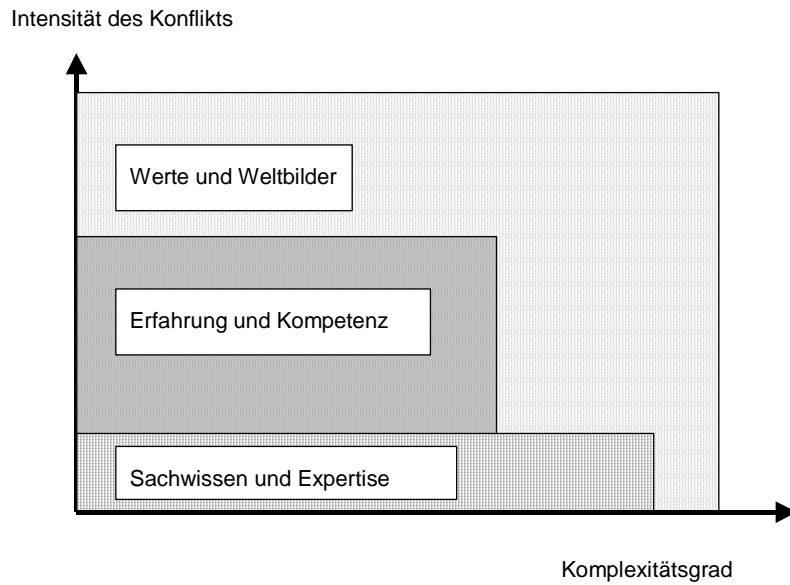 Intensität des Konflikts
Werte und Weltbilder
Erfahrung und Kompetenz
Sachwissen und Expertise
Komplexitätsgrad